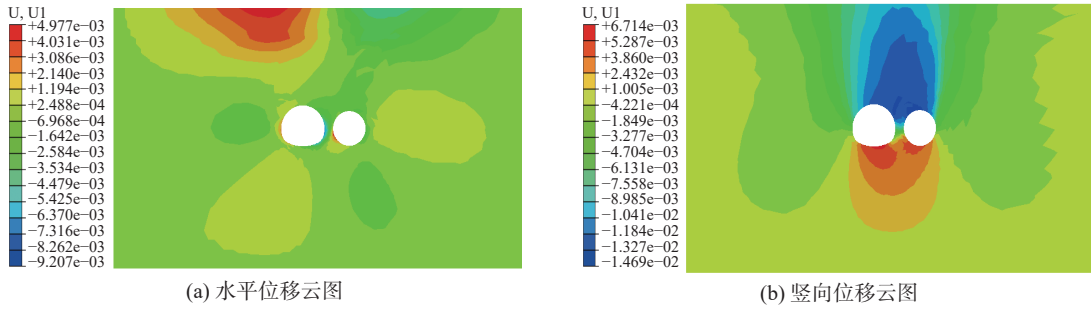 U, U1
+4.977e−03
+4.031e−03
+3.086e−03
+2.140e−03
+1.194e−03
+2.488e−04
−6.968e−04
−1.642e−03
−2.584e−03
−3.534e−03
−4.479e−03
−5.425e−03
−6.370e−03
−7.316e−03
−8.262e−03
−9.207e−03
(a) 水平位移云图
U, U1
+6.714e−03
+5.287e−03
+3.860e−03
+2.432e−03
+1.005e−03
−4.221e−04
−1.849e−03
−3.277e−03
−4.704e−03
−6.131e−03
−7.558e−03
−8.985e−03
−1.041e−02
−1.184e−02
−1.327e−02
−1.469e−02
(b) 竖向位移云图